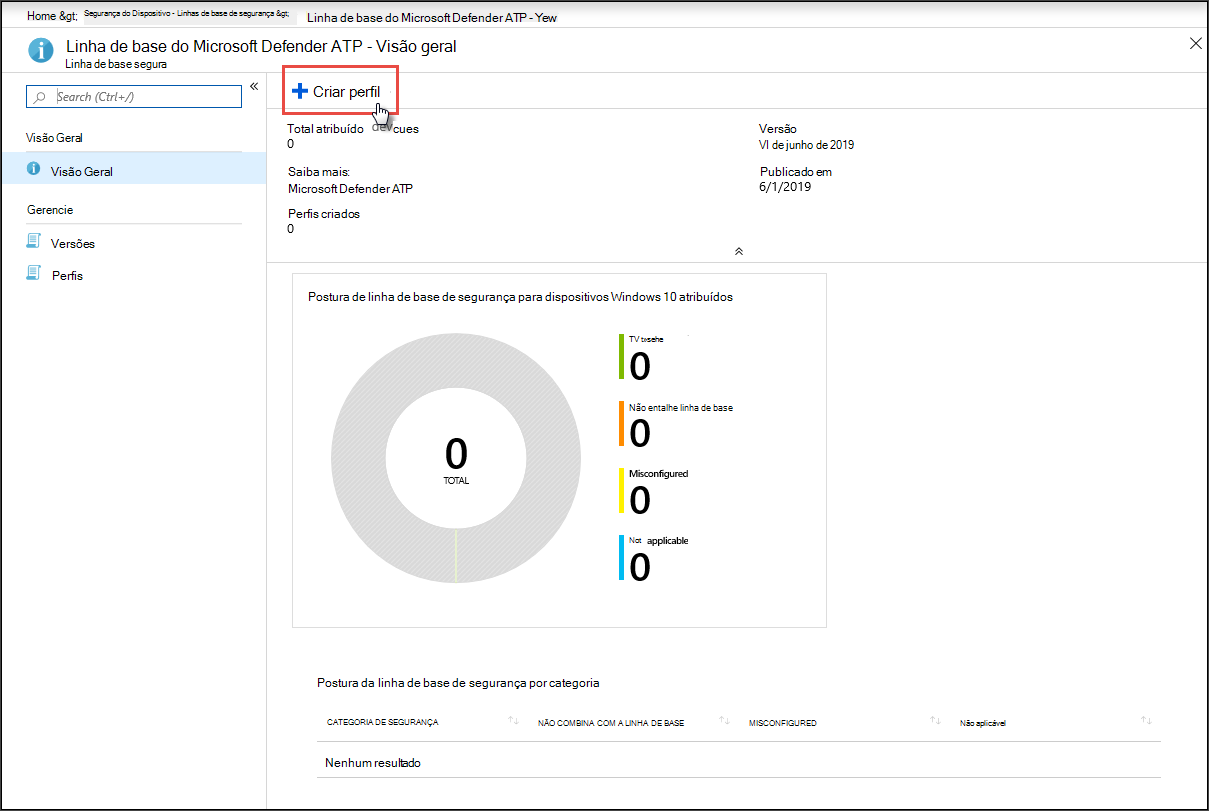 Home &gt; Segurança do Dispositivo - Linhas de base de segurança &gt; Linha de base do Microsoft Defender ATP - Yew
Linha de base do Microsoft Defender ATP - Visão geral
Linha de base segura
Search (Ctrl+/)
Criar perfil
Visão Geral
Visão Geral
Gerencie
Versões
Perfis
Total atribuído devcues
0
Versão
VI de junho de 2019
Saiba mais:
Microsoft Defender ATP
Publicado em
6/1/2019
Perfis criados
0
Postura de linha de base de segurança para dispositivos Windows 10 atribuídos
0
TOTAL
TV
0
Não entalhe linha de base
0
Misconfigured
0
Not applicable
0
Postura da linha de base de segurança por categoria
CATEGORIA DE SEGURANÇA NÃO COMBINA COM A LINHA DE BASE MISCONFIGURED Não aplicável
Nenhum resultado